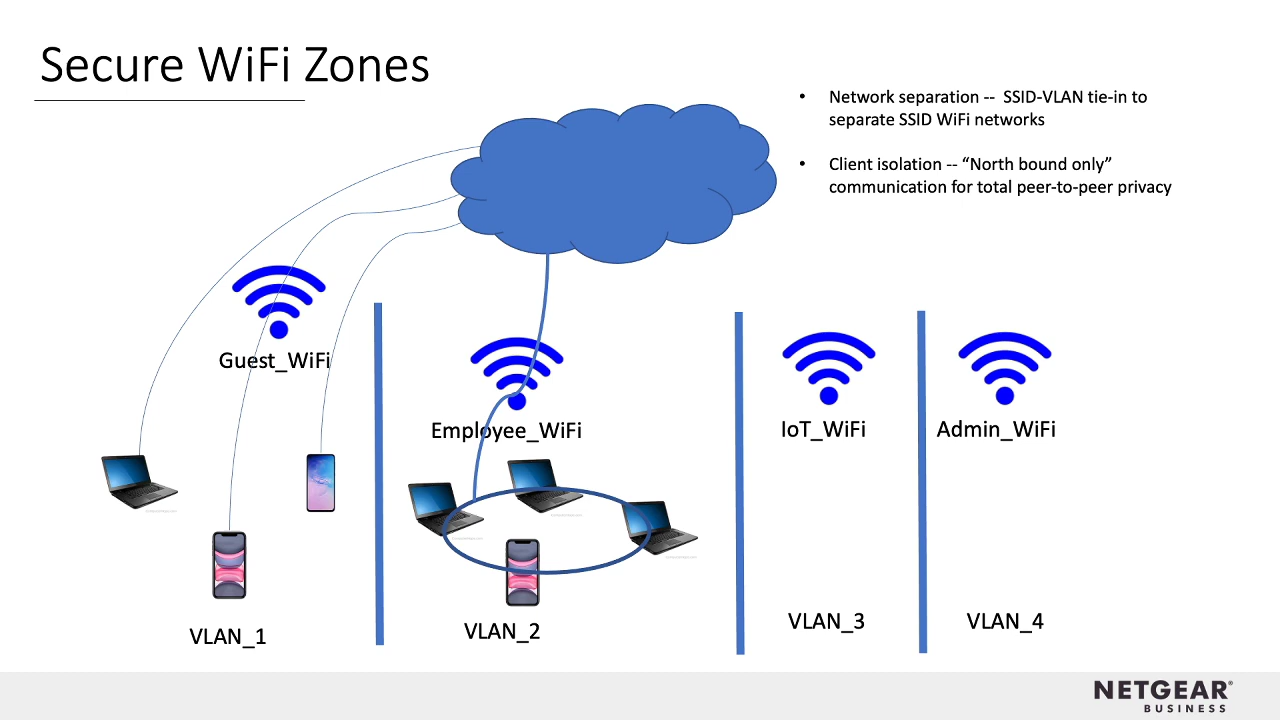 Secure WiFi Zones
• Network separation -- SSID-VLAN tie-in to
separate SSID WiFi networks
• Client isolation -- “North bound only”
communication for total peer-to-peer privacy
Guest_WiFi
Employee_WiFi
IoT_WiFi
Admin_WiFi
VLAN_1
VLAN_2
VLAN_3
VLAN_4
NETGEAR®
BUSINESS